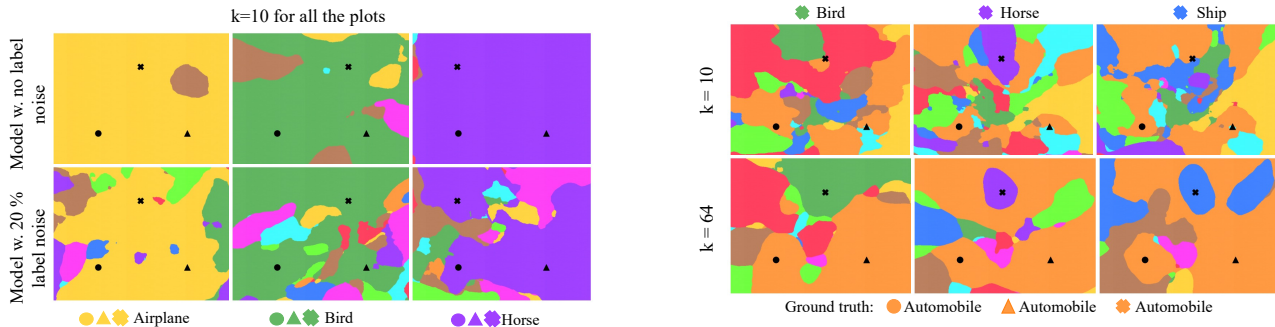 k=10 for all the plots
Model w. no label
noise
Model w. 20 %
label noise
Airplane
Bird
Horse
Bird
Horse
Ship
k = 10
k = 64
Ground truth: Automobile Automobile Automobile